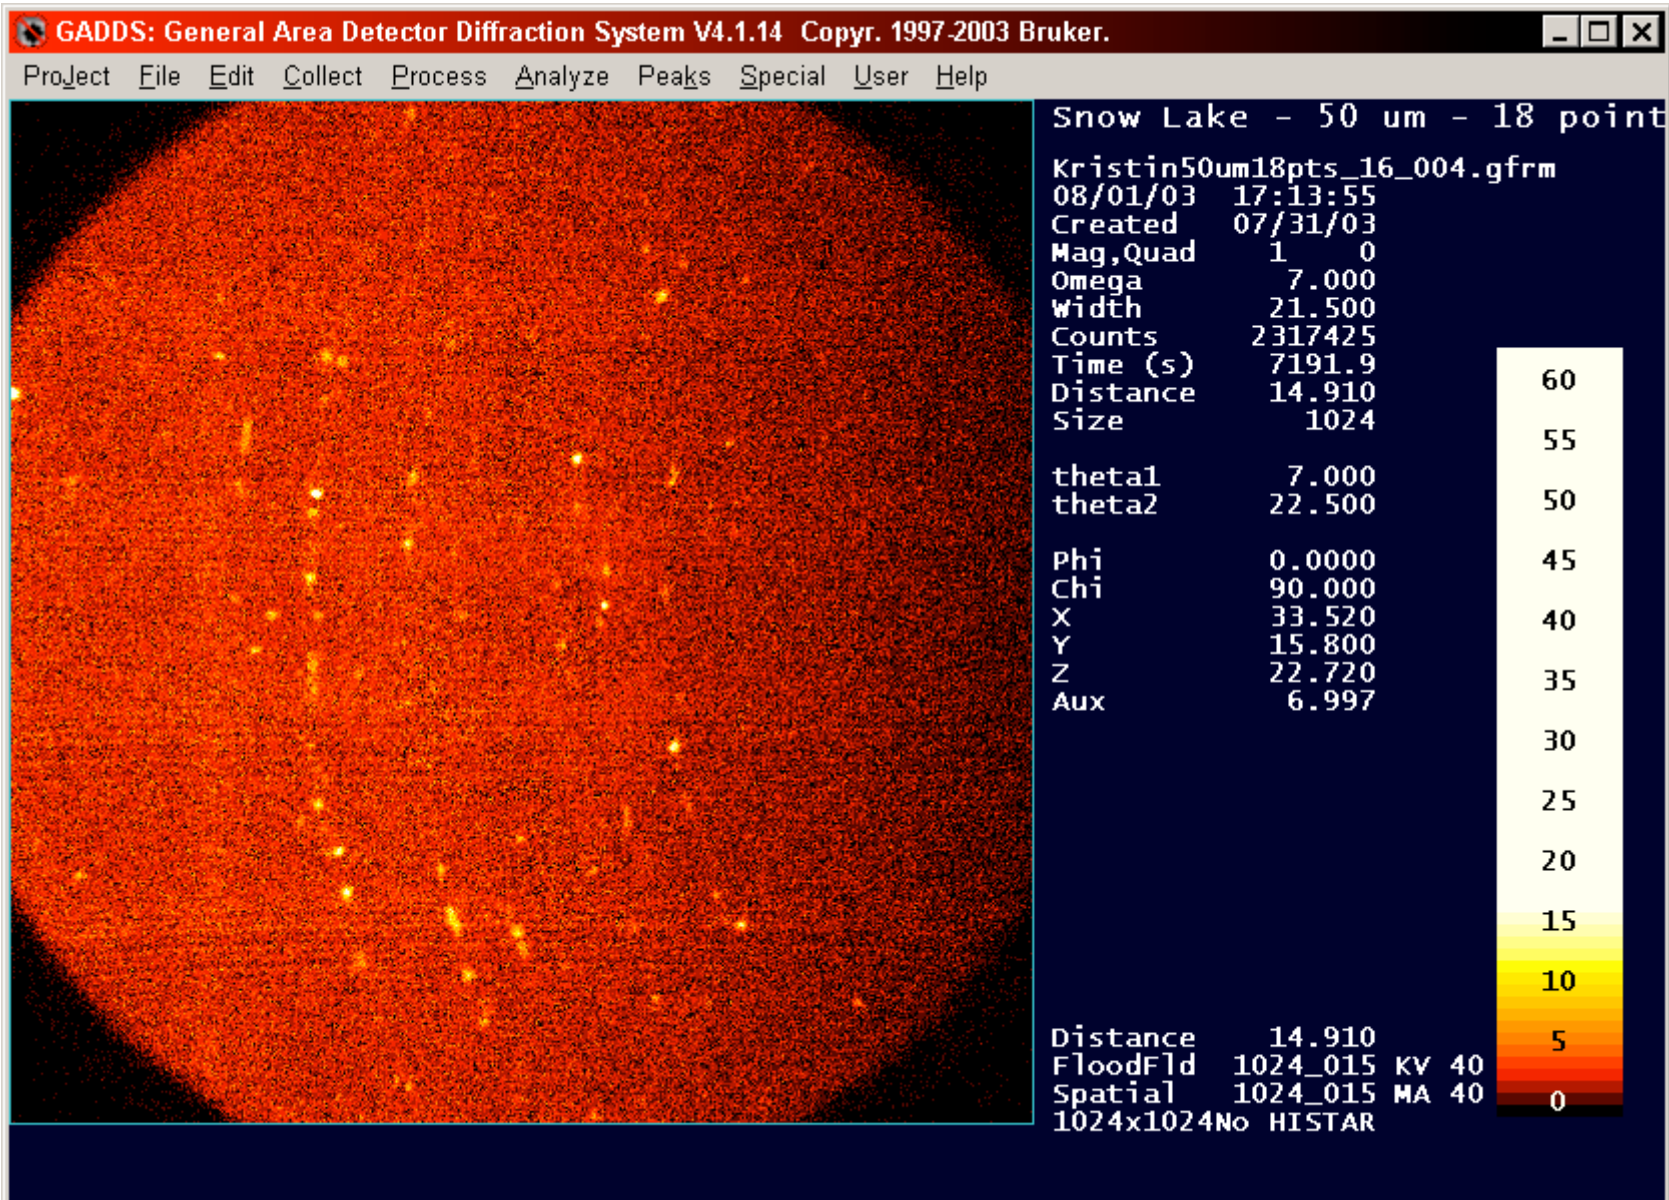 GADDS: General Area Detector Diffraction System V4.1.14 Copyr. 1997-2003 Bruker.
ProJect File Edit Collect Process Analyze Peaks Special User Help
Snow Lake - 50 um - 18 point
Kristin50um18pts_16_004.gfrm
08/01/03 17:13:55
Created 07/31/03
Mag,Quad 1 0
Omega 7.000
Width 21.500
Counts 2317425
Time (s) 7191.9
Distance 14.910
Size 1024
theta1 7.000
theta2 22.500
Phi 0.0000
Chi 90.000
X 33.520
Y 15.800
Z 22.720
Aux 6.997
60
55
50
45
40
35
30
25
20
15
10
5
0
Distance 14.910
FloodFld 1024_015 KV 40
Spatial 1024_015 MA 40
1024x1024No HISTAR